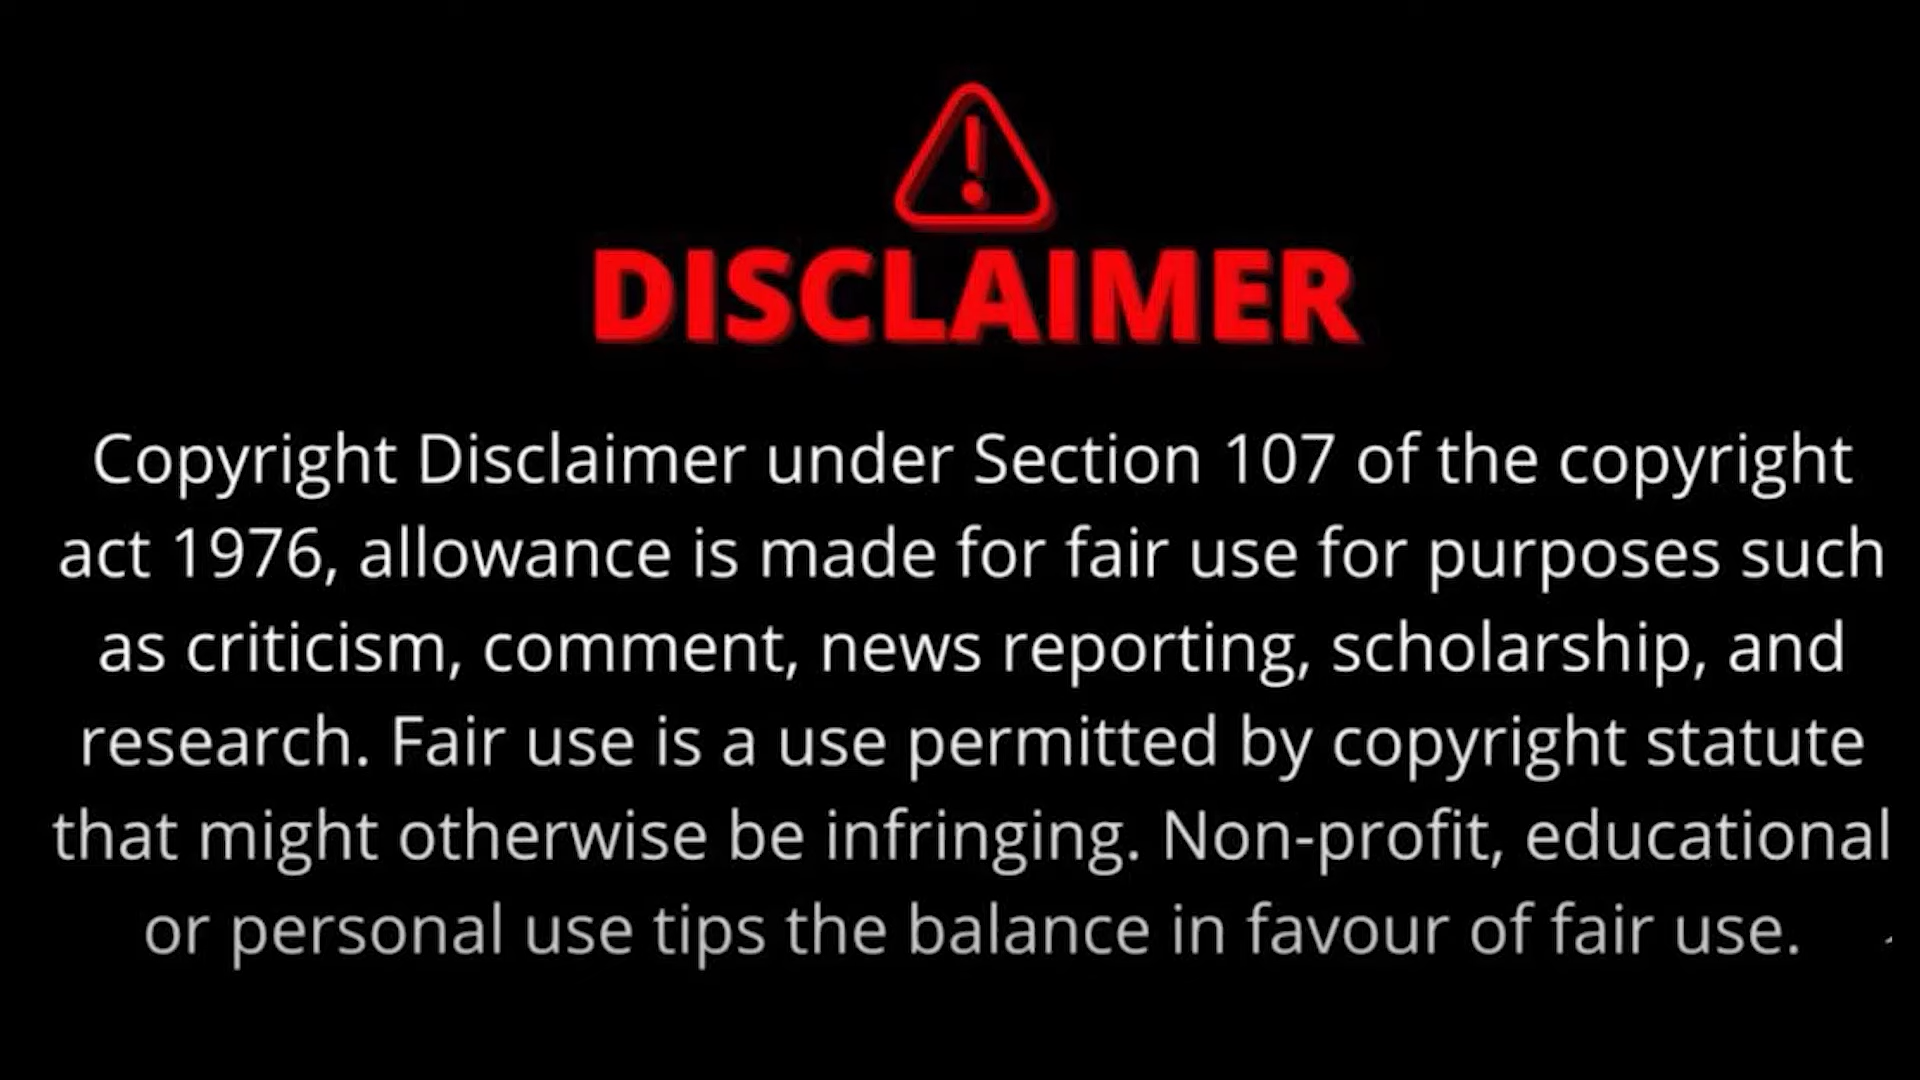 DISCLAIMER
Copyright Disclaimer under Section 107 of the copyright
act 1976, allowance is made for fair use for purposes such
as criticism, comment, news reporting, scholarship, and
research. Fair use is a use permitted by copyright statute
that might otherwise be infringing. Non-profit, educational
or personal use tips the balance in favour of fair use.